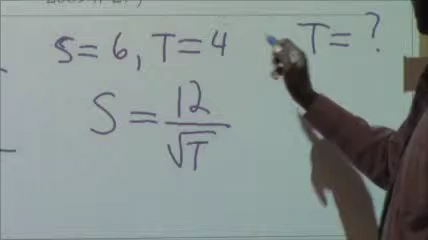 S = 6, T = 4 T = ?
S = 12/√T